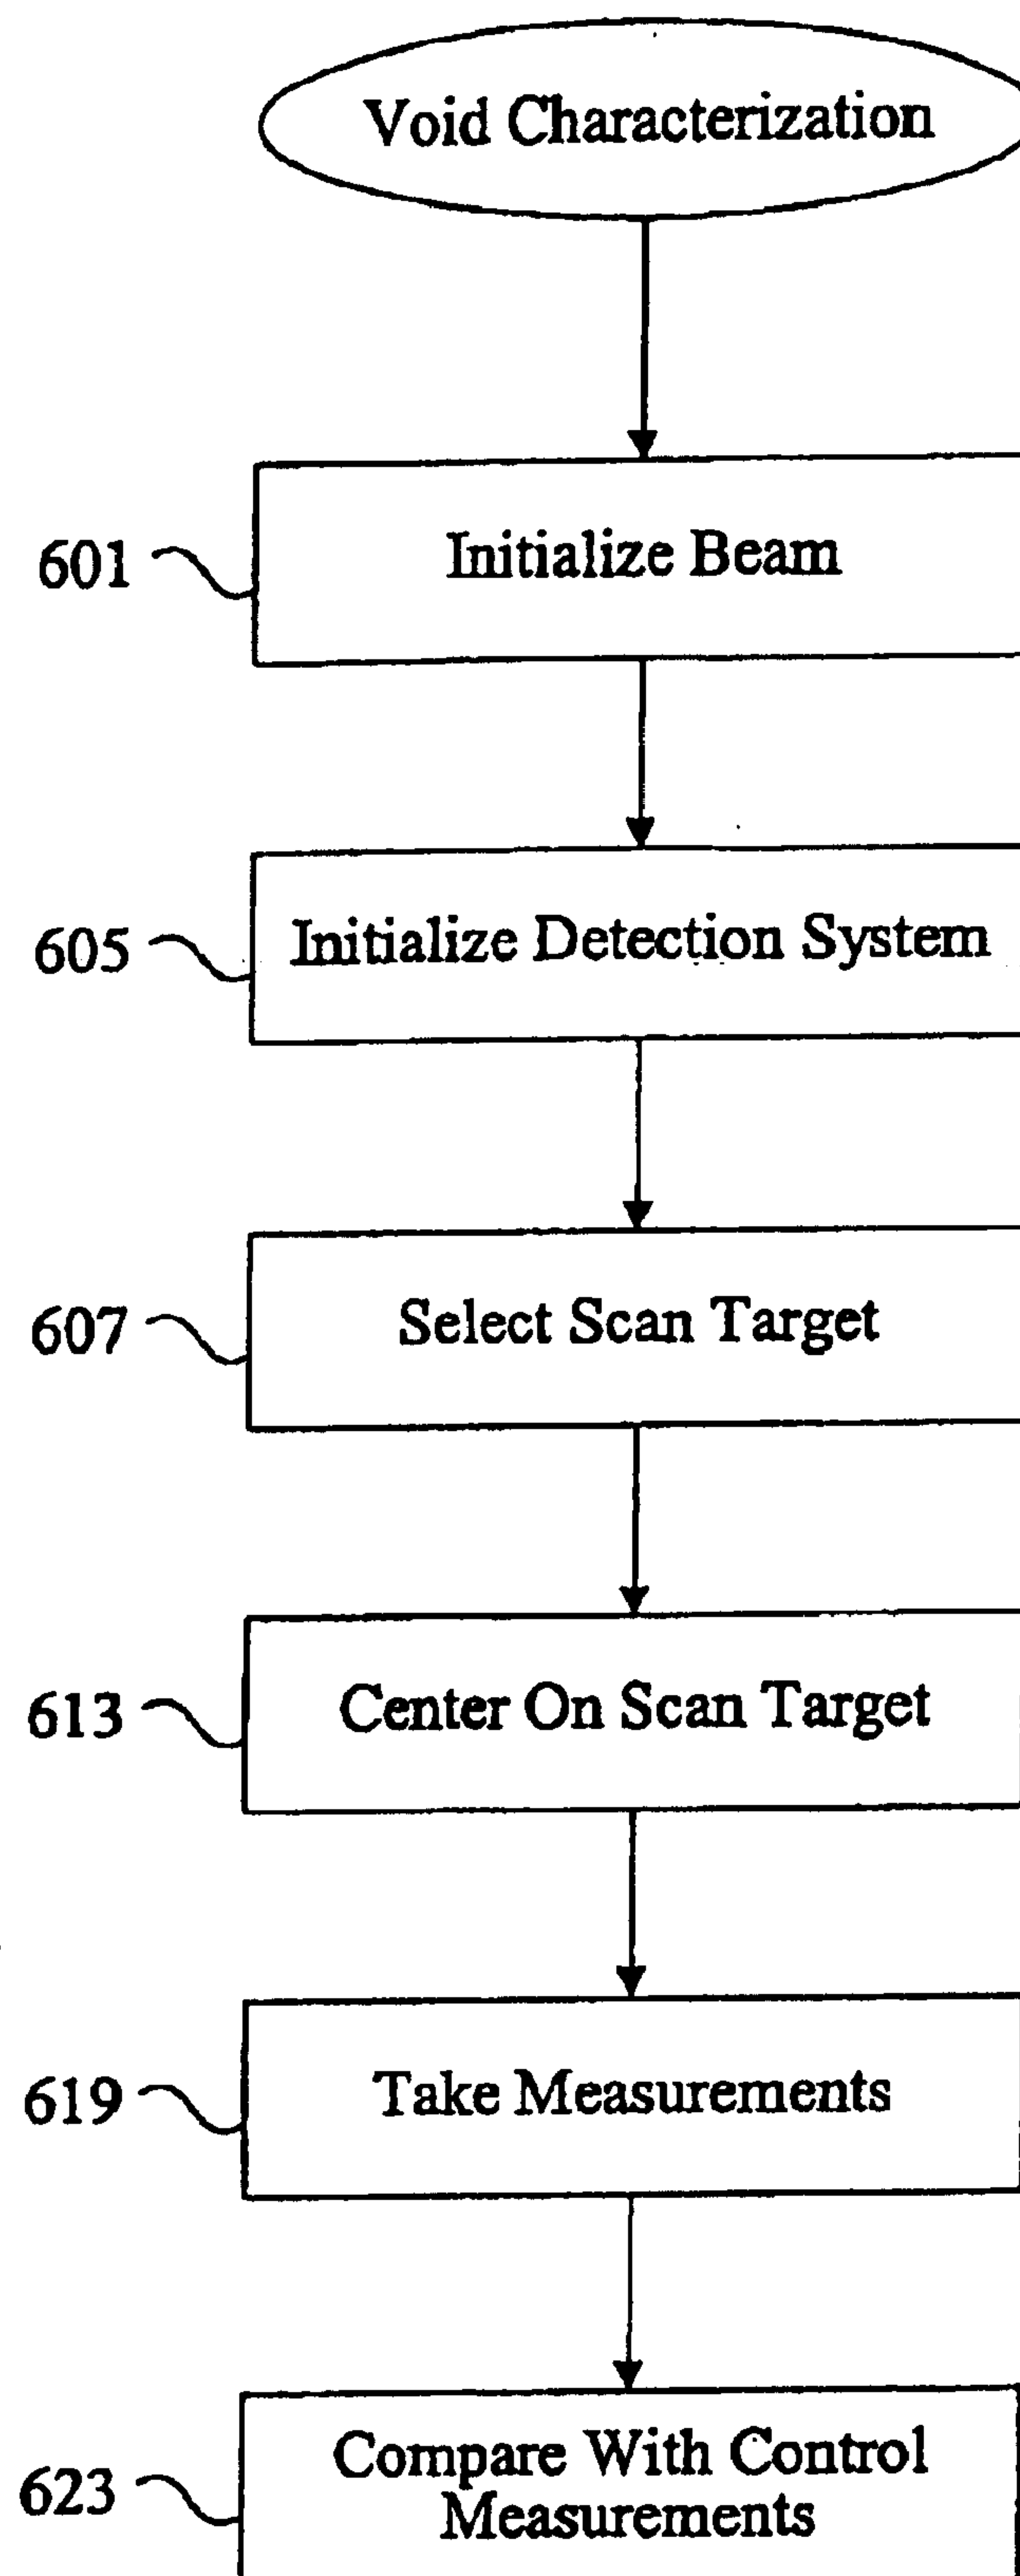 Void Characterization
601
Initialize Beam
605
Initialize Detection System
607
Select Scan Target
613
Center On Scan Target
619
Take Measurements
623
Compare With Control
Measurements